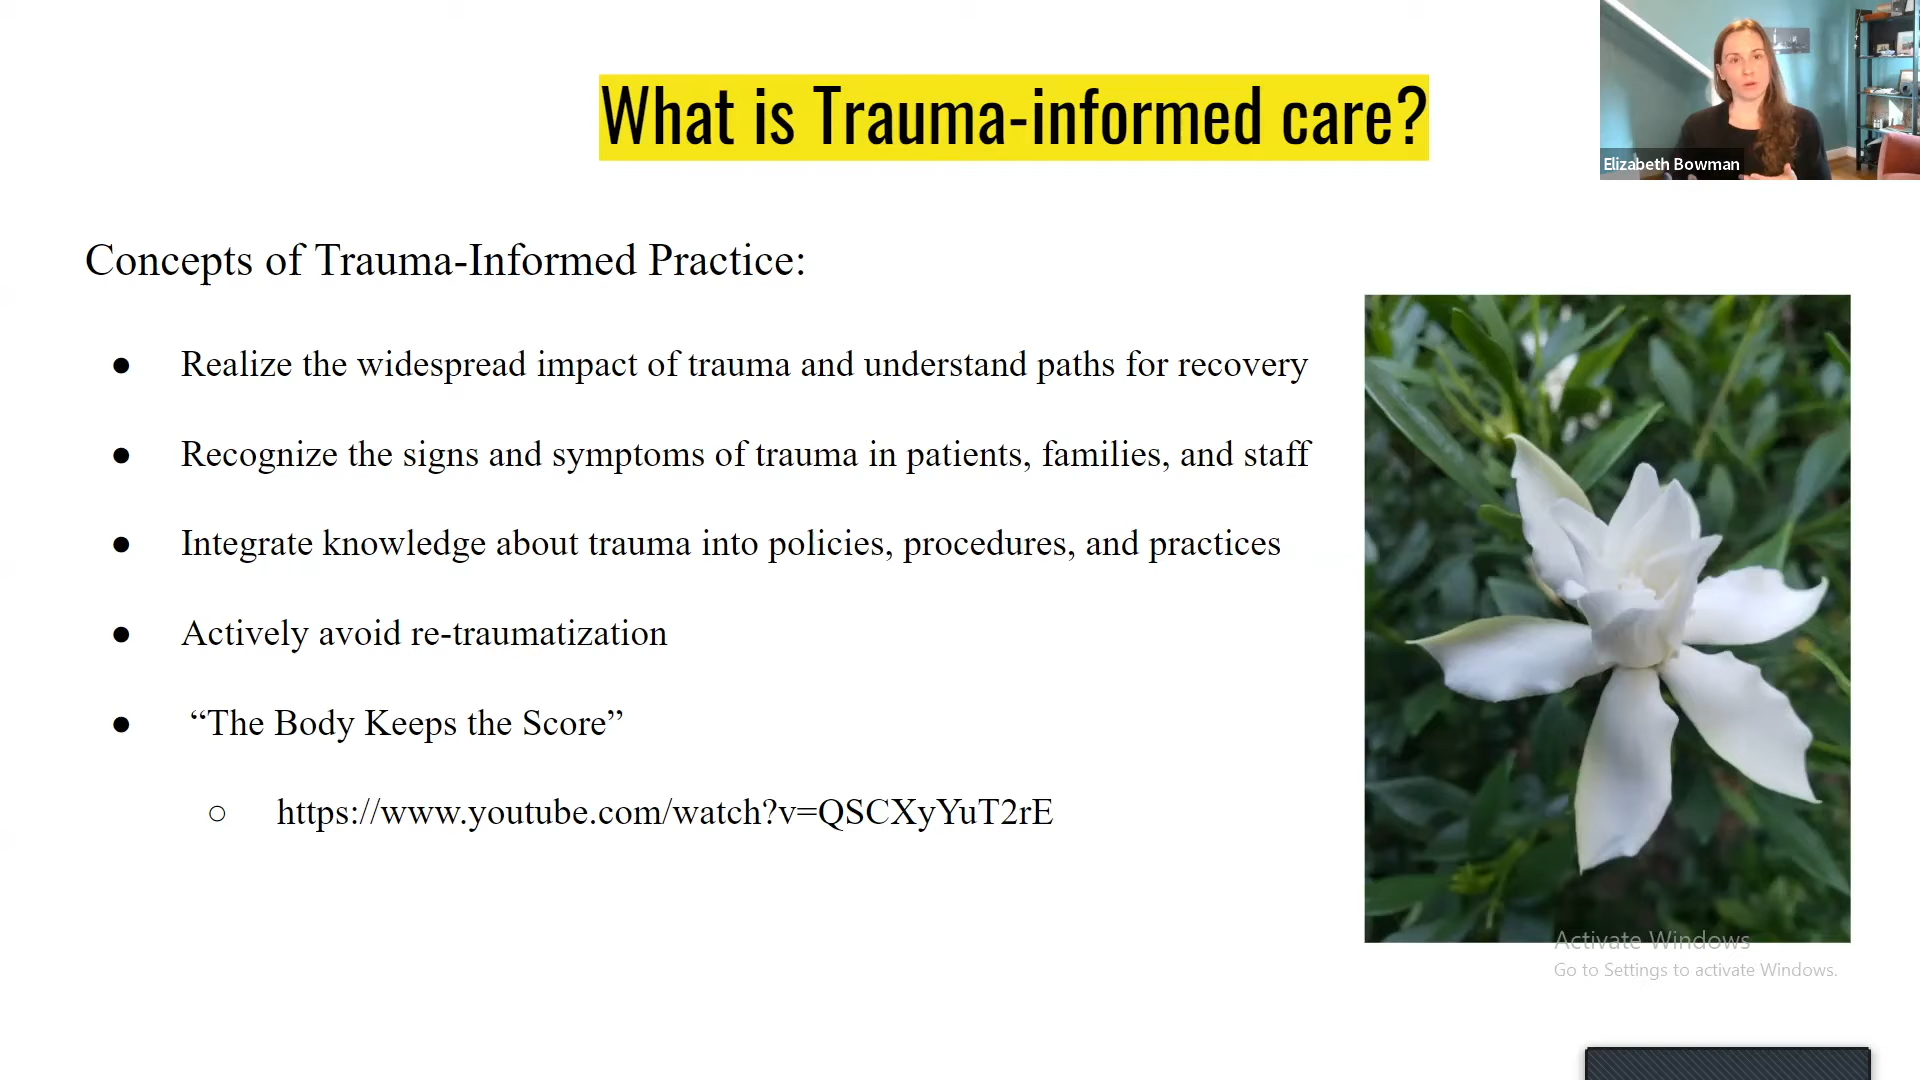 What is Trauma-informed care?
Elizabeth Bowman
Concepts of Trauma-Informed Practice:
● Realize the widespread impact of trauma and understand paths for recovery
● Recognize the signs and symptoms of trauma in patients, families, and staff
● Integrate knowledge about trauma into policies, procedures, and practices
● Actively avoid re-traumatization
● “The Body Keeps the Score”
○ https://www.youtube.com/watch?v=QSCXyYuT2rE
Activate Windows
Go to Settings to activate Windows.